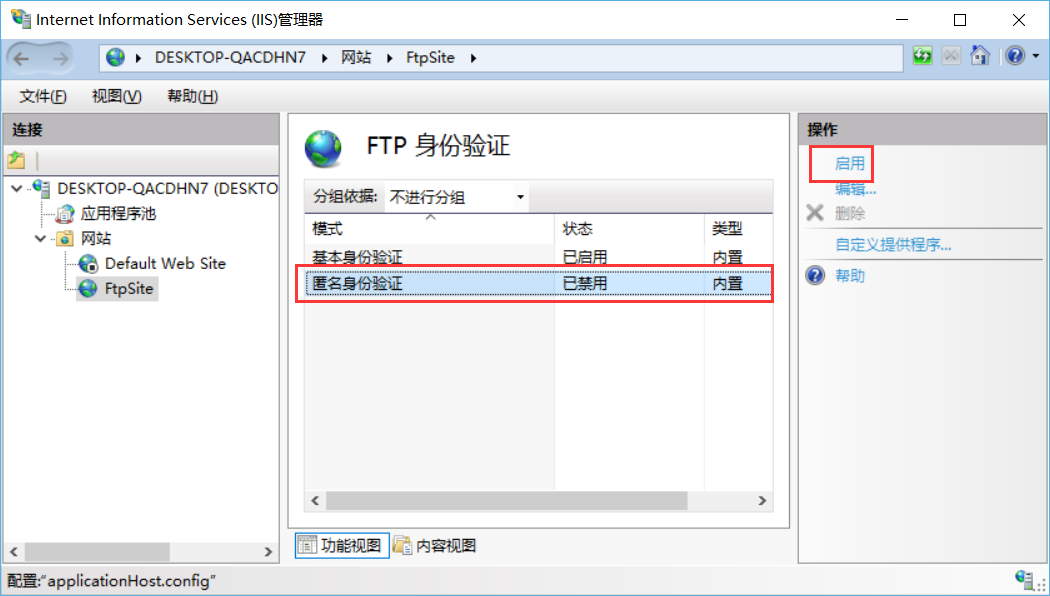 Internet Information Services (IIS)管理器
DESKTOP-QACDHN7 网站 FtpSite
文件(F) 视图(V) 帮助(H)
连接
DESKTOP-QACDHN7 (DESKTO
应用程序池
网站
Default Web Site
FtpSite
FTP 身份验证
分组依据: 不进行分组
模式 状态 类型
基本身份验证 已启用 内置
匿名身份验证 已禁用 内置
功能视图 内容视图
操作
启用
编辑...
删除
自定义提供程序...
帮助
配置:"applicationHost.config"